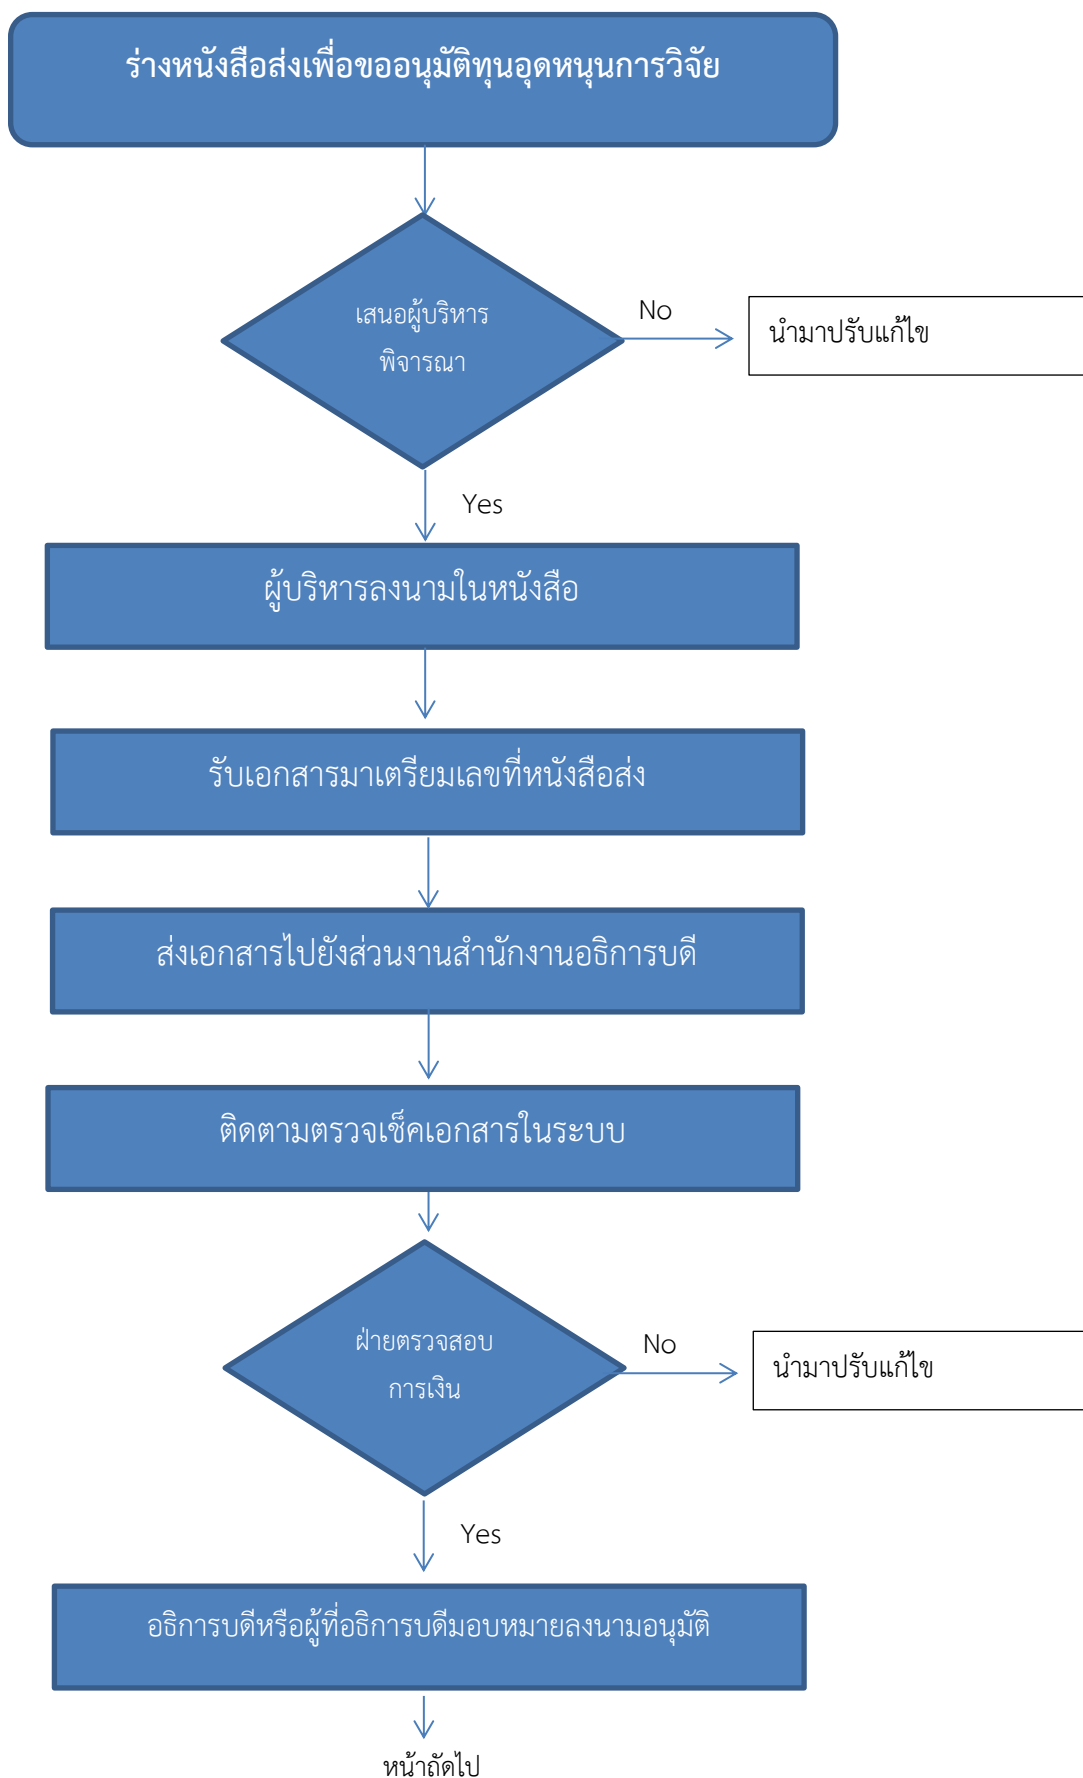 ร่างหนังสือส่งเพื่อขออนุมัติทุนอุดหนุนการวิจัย
เสนอผู้บริหาร
พิจารณา
No
นำมาปรับแก้ไข
Yes
ผู้บริหารลงนามในหนังสือ
รับเอกสารมาเตรียมเลขที่หนังสือส่ง
ส่งเอกสารไปยังส่วนงานสำนักงานอธิการบดี
ติดตามตรวจเช็คเอกสารในระบบ
ฝ่ายตรวจสอบ
การเงิน
No
นำมาปรับแก้ไข
Yes
อธิการบดีหรือผู้ที่อธิการบดีมอบหมายลงนามอนุมัติ
หน้าถัดไป